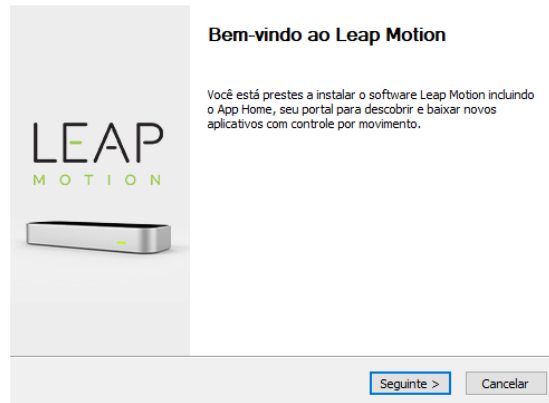 Bem-vindo ao Leap Motion
Você está prestes a instalar o software Leap Motion incluindo
o App Home, seu portal para descobrir e baixar novos
aplicativos com controle por movimento.
LEAP
MOTION
Seguinte >
Cancelar